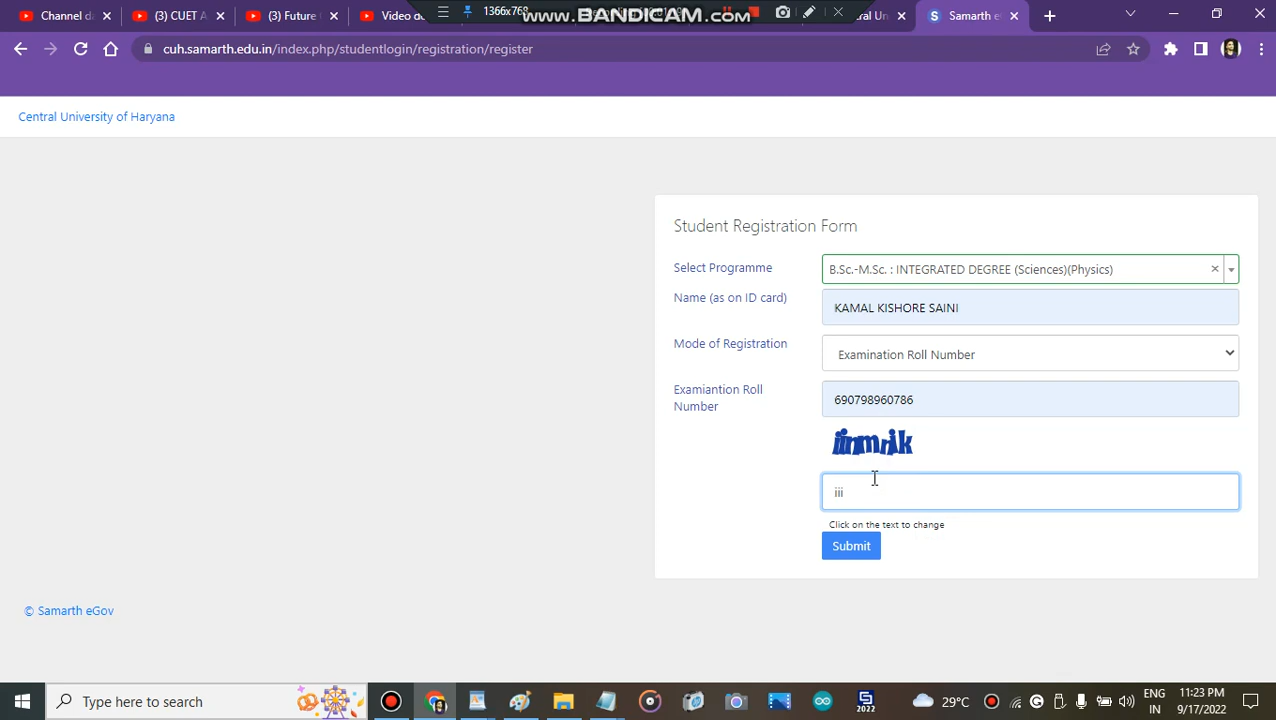 Channel da
(3) CUET A
(3) Future
Video d
1366x768
www.BANDICAM.com
ral Un
Samarth e
cuh.samarth.edu.in/index.php/studentlogin/registration/register
Central University of Haryana
Student Registration Form
Select Programme
B.Sc.-M.Sc. : INTEGRATED DEGREE (Sciences)(Physics)
Name (as on ID card)
KAMAL KISHORE SAINI
Mode of Registration
Examination Roll Number
Examiantion Roll
Number
690798960786
iii
Click on the text to change
Submit
© Samarth eGov
Type here to search
2022
29°C
ENG
IN
11:23 PM
9/17/2022